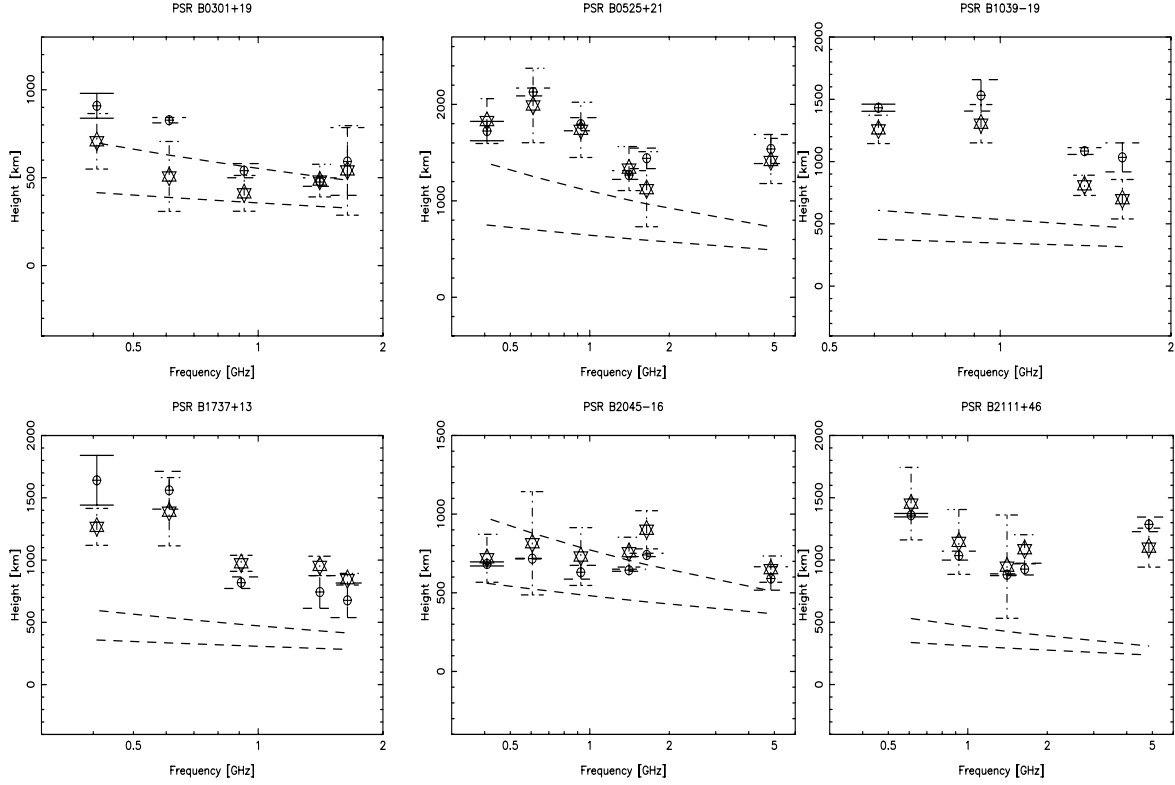 PSR B0301+19
PSR B0525+21
PSR B1039−19
Height [km]
0
500
1000
0.5
1
2
Frequency [GHz]
Height [km]
0
1000
2000
0.5
1
2
5
Frequency [GHz]
Height [km]
0
500
1000
1500
2000
0.5
1
2
Frequency [GHz]
PSR B1737+13
PSR B2045−16
PSR B2111+46
Height [km]
0
500
1000
1500
2000
0.5
1
2
Frequency [GHz]
Height [km]
0
500
1000
1500
0.5
1
2
5
Frequency [GHz]
Height [km]
0
500
1000
1500
2000
0.5
1
2
5
Frequency [GHz]